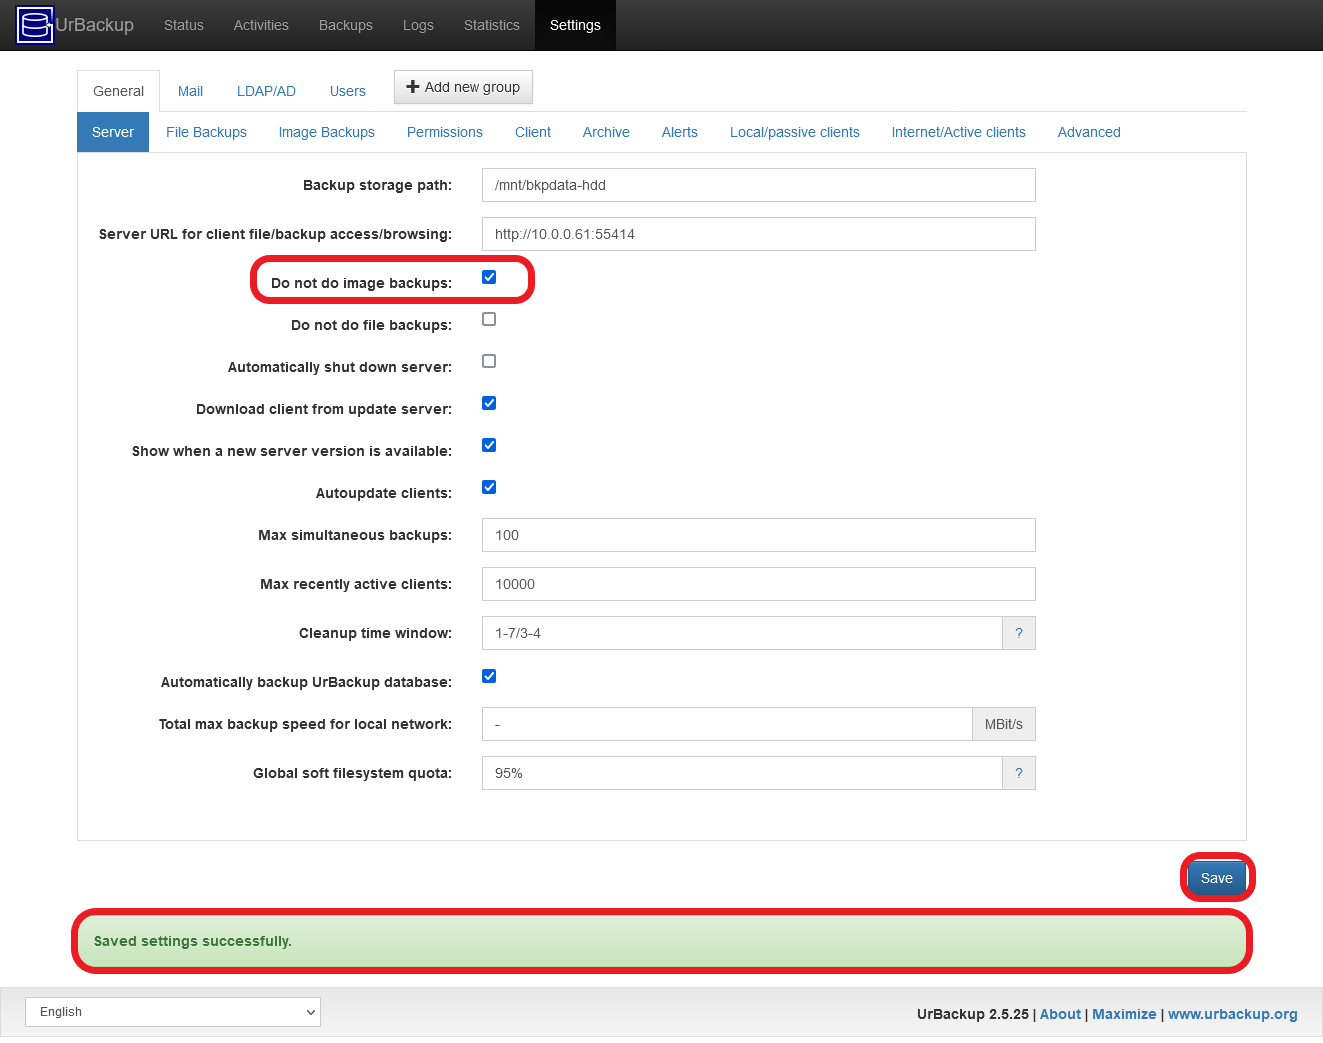 UrBackup Status Activities Backups Logs Statistics Settings
General Mail LDAP/AD Users Add new group
Server File Backups Image Backups Permissions Client Archive Alerts Local/passive clients Internet/Active clients Advanced
Backup storage path: /mnt/bkpdata-hdd
Server URL for client file/backup access/browsing: http://10.0.0.61:55414
Do not do image backups:
Do not do file backups:
Automatically shut down server:
Download client from update server:
Show when a new server version is available:
Autoupdate clients:
Max simultaneous backups: 100
Max recently active clients: 10000
Cleanup time window: 1-7/3-4 ?
Automatically backup UrBackup database:
Total max backup speed for local network: - MBit/s
Global soft filesystem quota: 95% ?
Save
Saved settings successfully.
English UrBackup 2.5.25 | About | Maximize | www.urbackup.org